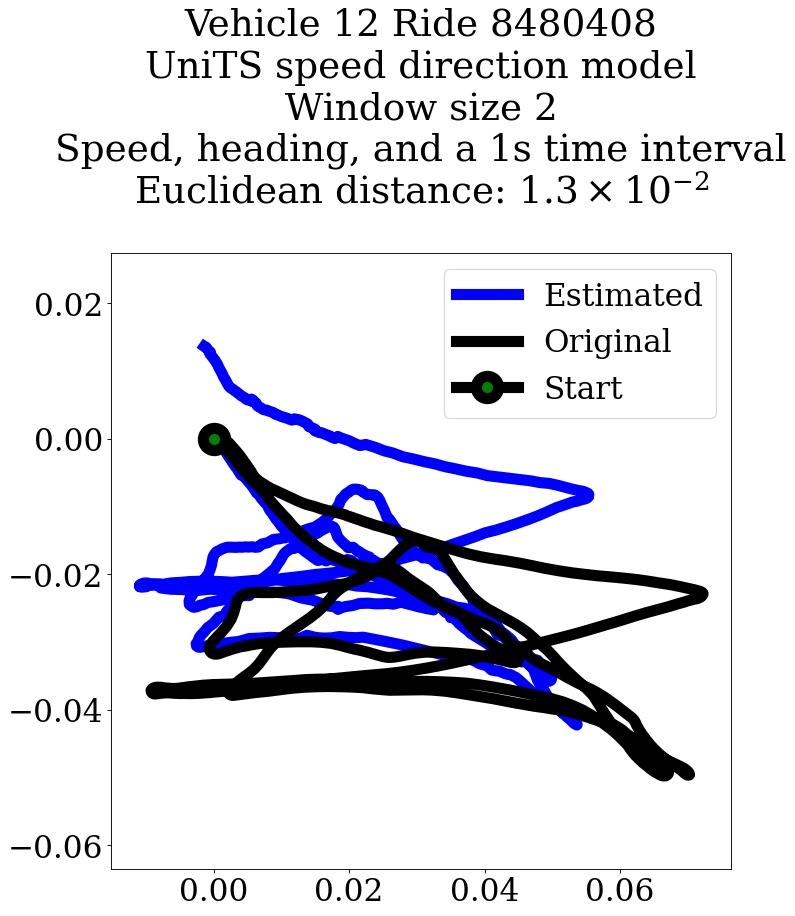 Vehicle 12 Ride 8480408
UniTS speed direction model
Window size 2
Speed, heading, and a 1s time interval
Euclidean distance: 1.3 × 10⁻²
Estimated
Original
Start
0.02
0.00
−0.02
−0.04
−0.06
0.00 0.02 0.04 0.06